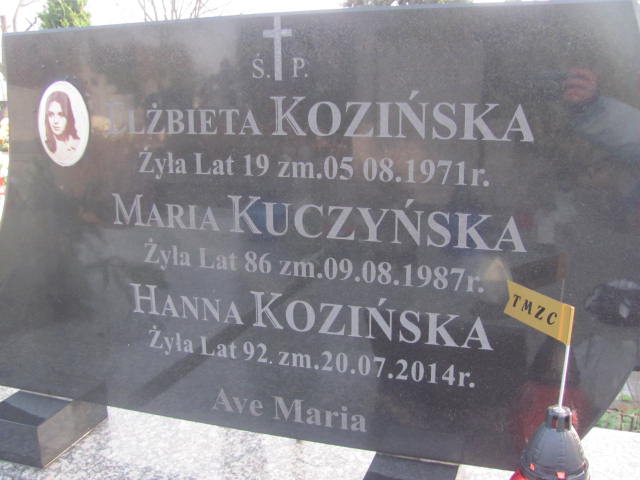 Ś. P.
ELŻBIETA KOZIŃSKA
Żyła Lat 19 zm.05 08.1971r.
MARIA KUCZYŃSKA
Żyła Lat 86 zm.09.08.1987r.
HANNA KOZIŃSKA
Żyła Lat 92. zm.20.07.2014r.
Ave Maria
TMZC